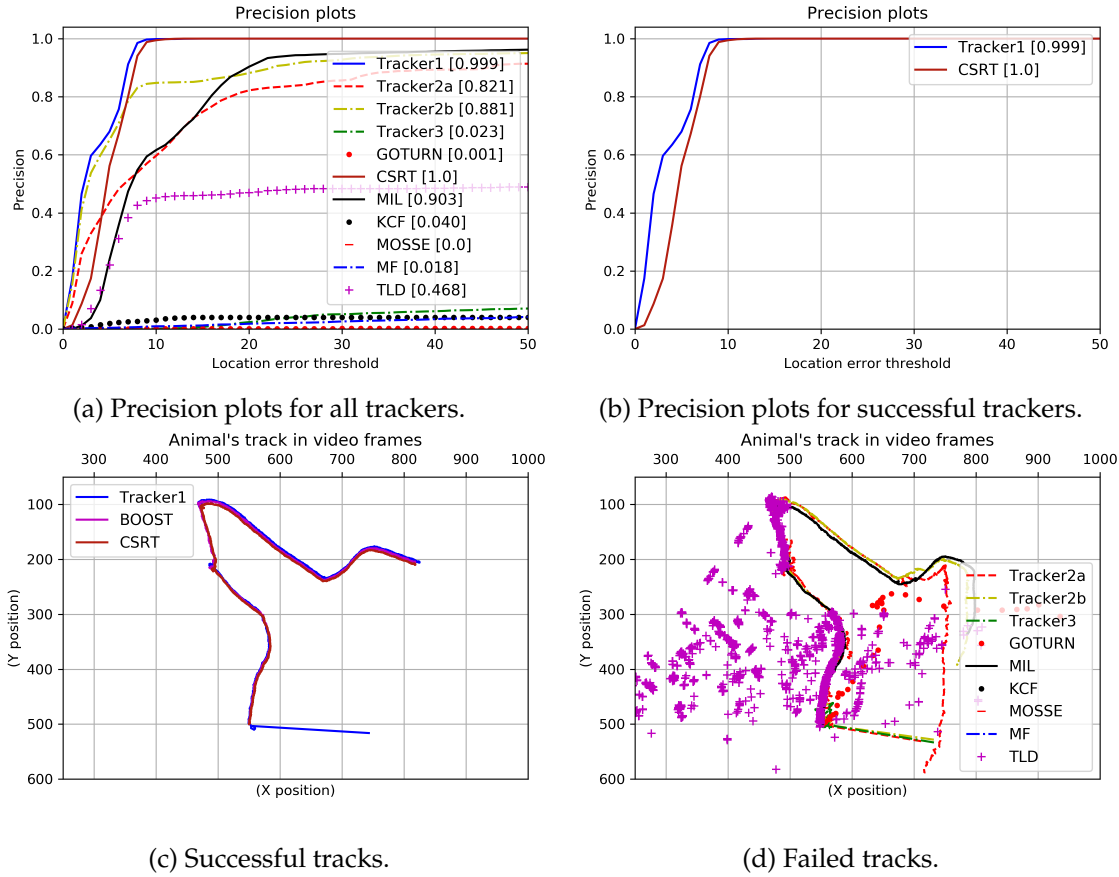 Precision plots
Precision
1.0
0.8
0.6
0.4
0.2
0.0
Tracker1 [0.999]
Tracker2a [0.821]
Tracker2b [0.881]
Tracker3 [0.023]
GOTURN [0.001]
CSRT [1.0]
MIL [0.903]
KCF [0.040]
MOSSE [0.0]
MF [0.018]
TLD [0.468]
0 10 20 30 40 50
Location error threshold
(a) Precision plots for all trackers.
Precision plots
Precision
1.0
0.8
0.6
0.4
0.2
0.0
Tracker1 [0.999]
CSRT [1.0]
0 10 20 30 40 50
Location error threshold
(b) Precision plots for successful trackers.
Animal's track in video frames
300 400 500 600 700 800 900 1000
(Y position)
100
200
300
400
500
600
Tracker1
BOOST
CSRT
(X position)
(c) Successful tracks.
Animal's track in video frames
300 400 500 600 700 800 900 1000
(Y position)
100
200
300
400
500
600
Tracker2a
Tracker2b
Tracker3
GOTURN
MIL
KCF
MOSSE
MF
TLD
(X position)
(d) Failed tracks.